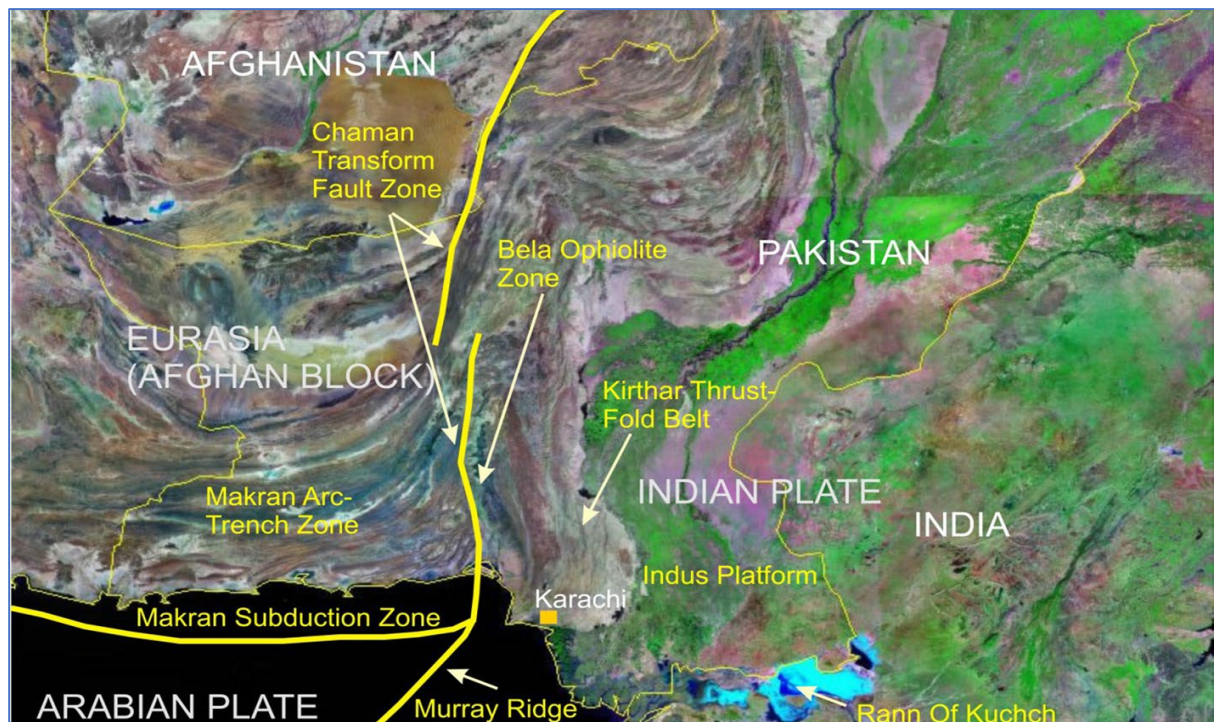 AFGHANISTAN
Chaman
Transform
Fault Zone
Bela Ophiolite
Zone
PAKISTAN
EURASIA
(AFGHAN BLOCK)
Kirthar Thrust-
Fold Belt
Makran Arc-
Trench Zone
INDIAN PLATE
INDIA
Indus Platform
Karachi
Makran Subduction Zone
ARABIAN PLATE
Murray Ridge
Rann Of Kuchch